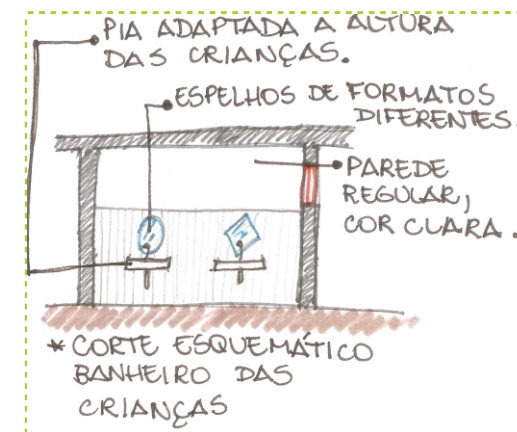 PIA ADAPTADA A ALTURA
DAS CRIANÇAS.
ESPELHOS DE FORMATOS
DIFERENTES.
PAREDE
REGULAR,
COR CLARA.
* CORTE ESQUEMÁTICO
BANHEIRO DAS
CRIANÇAS